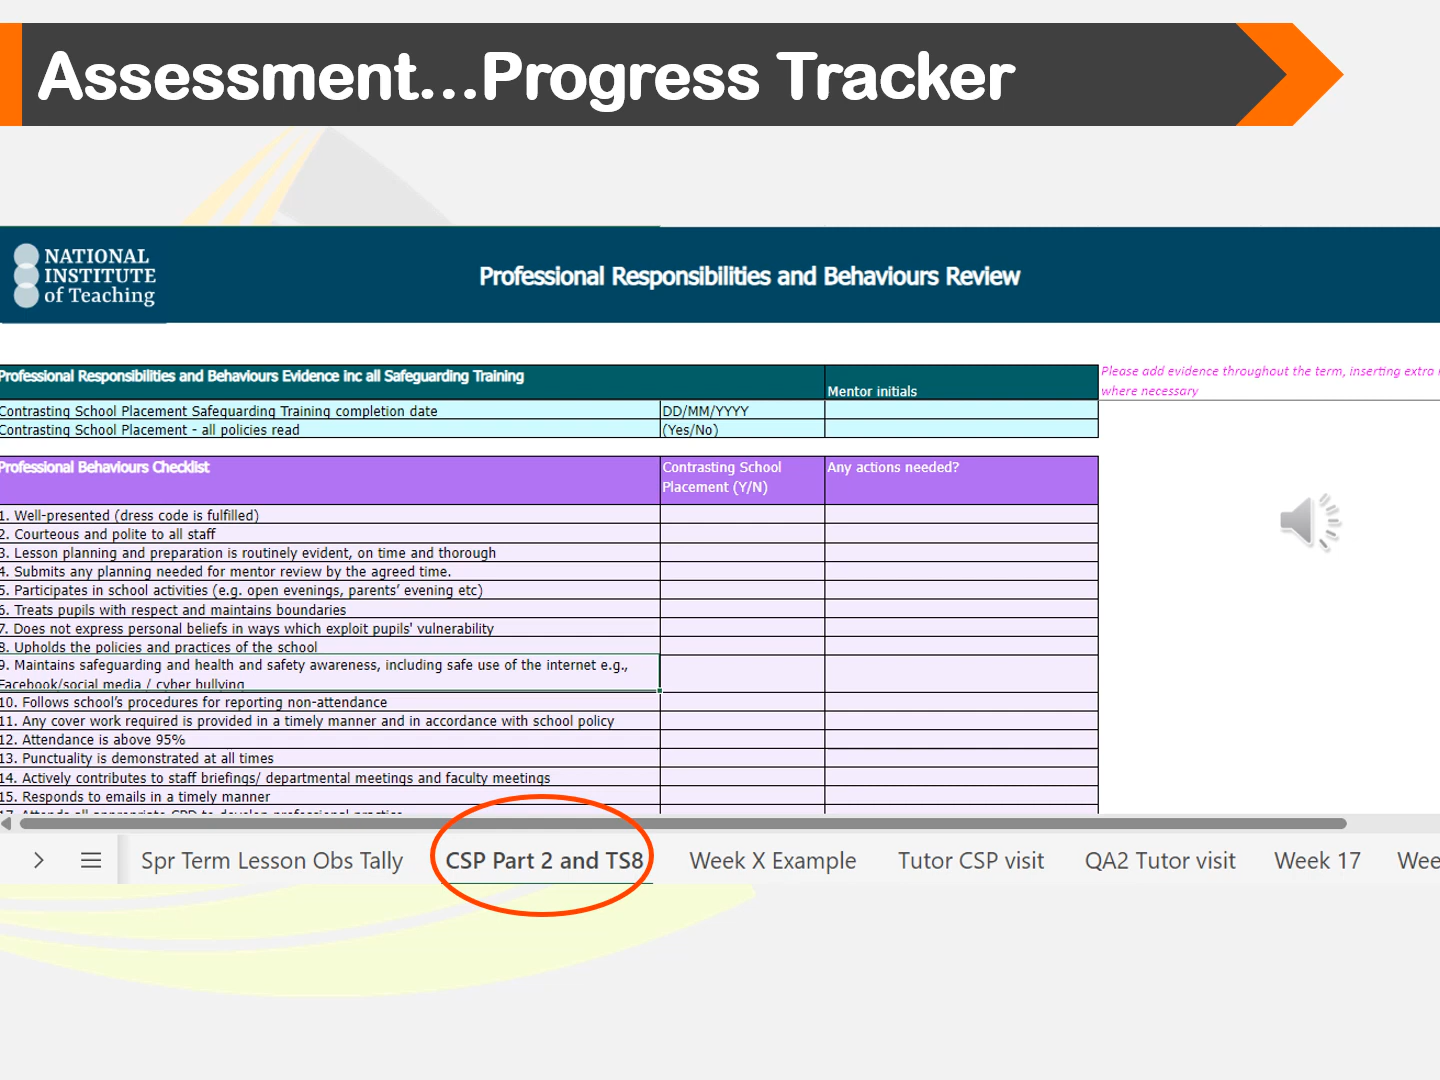 Assessment...Progress Tracker
NATIONAL
INSTITUTE
of Teaching
Professional Responsibilities and Behaviours Review
Professional Responsibilities and Behaviours Evidence inc all Safeguarding Training
Mentor initials
Please add evidence throughout the term, inserting extra
where necessary
Contrasting School Placement Safeguarding Training completion date DD/MM/YYYY
Contrasting School Placement - all policies read (Yes/No)
Professional Behaviours Checklist
Contrasting School
Placement (Y/N)
Any actions needed?
1. Well-presented (dress code is fulfilled)
2. Courteous and polite to all staff
3. Lesson planning and preparation is routinely evident, on time and thorough
4. Submits any planning needed for mentor review by the agreed time.
5. Participates in school activities (e.g. open evenings, parents' evening etc)
6. Treats pupils with respect and maintains boundaries
7. Does not express personal beliefs in ways which exploit pupils' vulnerability
8. Upholds the policies and practices of the school
9. Maintains safeguarding and health and safety awareness, including safe use of the internet e.g.,
Facebook/social media / cyber bullying
10. Follows school's procedures for reporting non-attendance
11. Any cover work required is provided in a timely manner and in accordance with school policy
12. Attendance is above 95%
13. Punctuality is demonstrated at all times
14. Actively contributes to staff briefings/ departmental meetings and faculty meetings
15. Responds to emails in a timely manner
17. Attends all appropriate CPD to develop professional practice
Spr Term Lesson Obs Tally CSP Part 2 and TS8 Week X Example Tutor CSP visit QA2 Tutor visit Week 17 Wee